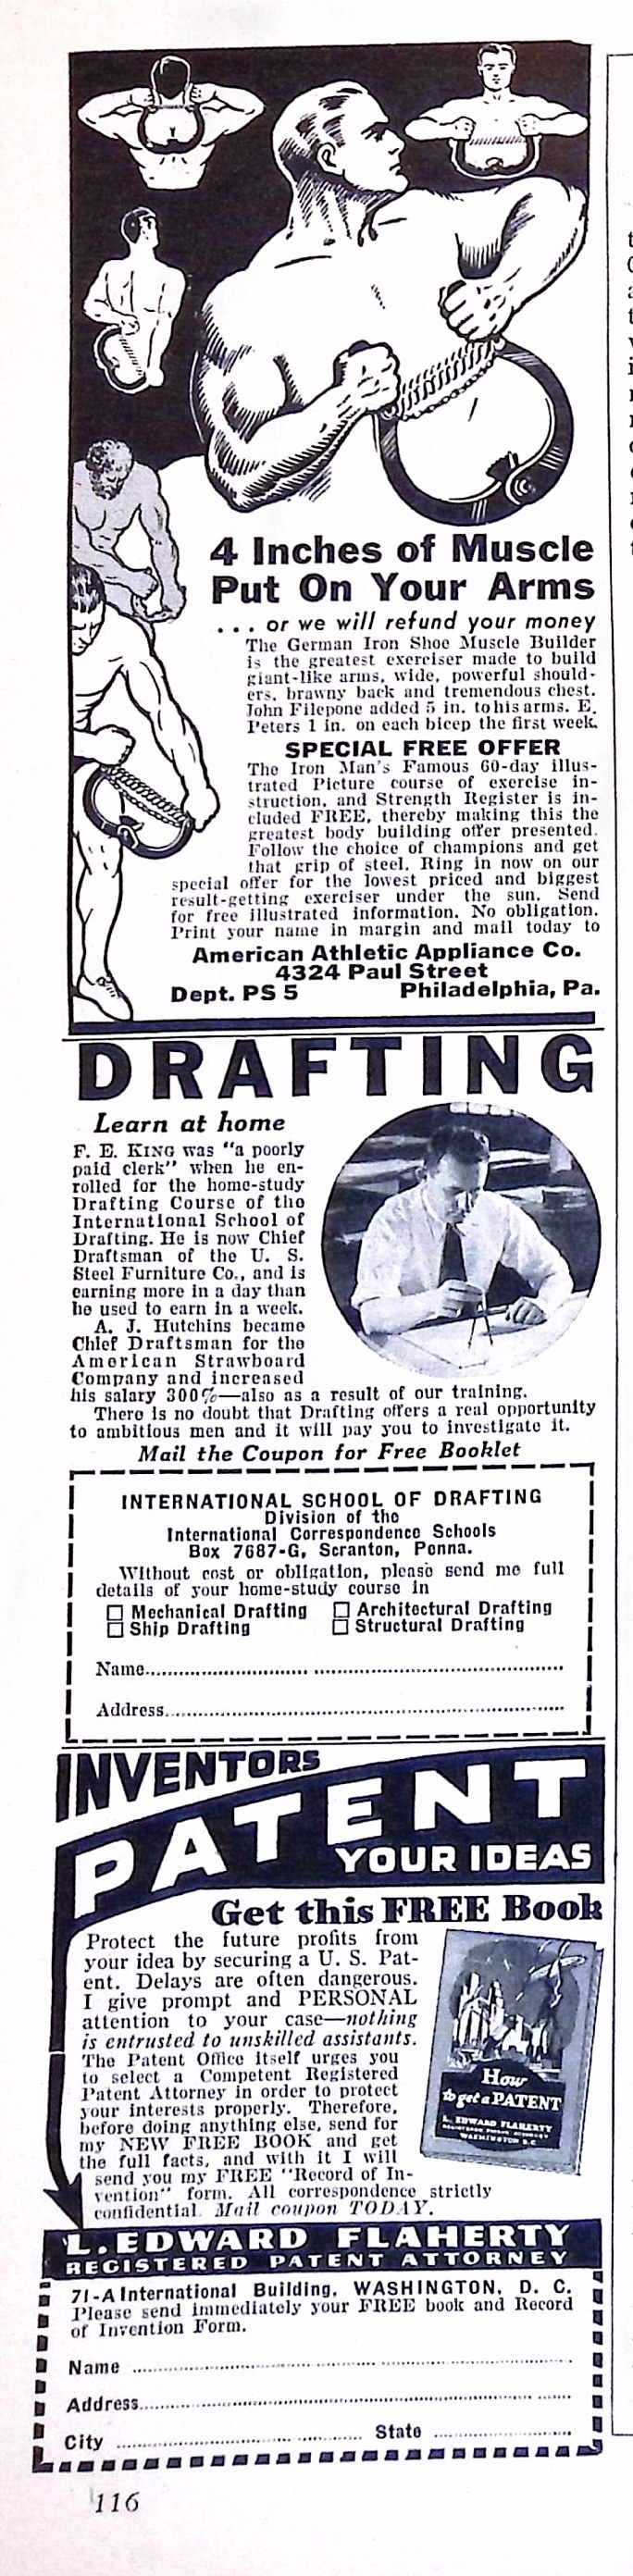 4 Inches of Muscle
Put On Your Arms
... or we will refund your money
The German Iron Shoe Muscle Builder
is the greatest exerciser made to build
giant-like arms, wide, powerful should-
ers, brawny back and tremendous chest.
John Filepone added 5 in. to his arms. E.
Peters 1 in. on each bicep the first week.
SPECIAL FREE OFFER
The Iron Man's Famous 60-day illus-
trated Picture course of exercise in-
struction, and Strength Register is in-
cluded FREE, thereby making this the
greatest body building offer presented.
Follow the choice of champions and get
that grip of steel. Ring in now on our
special offer for the lowest priced and biggest
result-getting exerciser under the sun. Send
for free illustrated information. No obligation.
Print your name in margin and mail today to
American Athletic Appliance Co.
4324 Paul Street
Dept. PS 5 Philadelphia, Pa.
DRAFTING
Learn at home
F. E. KING was "a poorly
paid clerk" when he en-
rolled for the home-study
Drafting Course of the
International School of
Drafting. He is now Chief
Draftsman of the U. S.
Steel Furniture Co., and is
earning more in a day than
he used to earn in a week.
A. J. Hutchins became
Chief Draftsman for the
American Strawboard
Company and increased
his salary 300%—also as a result of our training.
There is no doubt that Drafting offers a real opportunity
to ambitious men and it will pay you to investigate it.
Mail the Coupon for Free Booklet
INTERNATIONAL SCHOOL OF DRAFTING
Division of the
International Correspondence Schools
Box 7687-G, Scranton, Penna.
Without cost or obligation, please send me full
details of your home-study course in
☐ Mechanical Drafting ☐ Architectural Drafting
☐ Ship Drafting ☐ Structural Drafting
Name
Address
INVENTORS
PATENT
YOUR IDEAS
Get this FREE Book
Protect the future profits from
your idea by securing a U. S. Pat-
ent. Delays are often dangerous.
I give prompt and PERSONAL
attention to your case—nothing
is entrusted to unskilled assistants.
The Patent Office itself urges you
to select a Competent Registered
Patent Attorney in order to protect
your interests properly. Therefore,
before doing anything else, send for
my NEW FREE BOOK and get
the full facts, and with it I will
send you my FREE "Record of In-
vention" form. All correspondence strictly
confidential. Mail coupon TODAY.
How
to get a PATENT
L. EDWARD FLAHERTY
REGISTERED PATENT ATTORNEY
WASHINGTON D.C.
L. EDWARD FLAHERTY
REGISTERED PATENT ATTORNEY
71-A International Building, WASHINGTON, D. C.
Please send immediately your FREE book and Record
of Invention Form.
Name
Address
City State
116